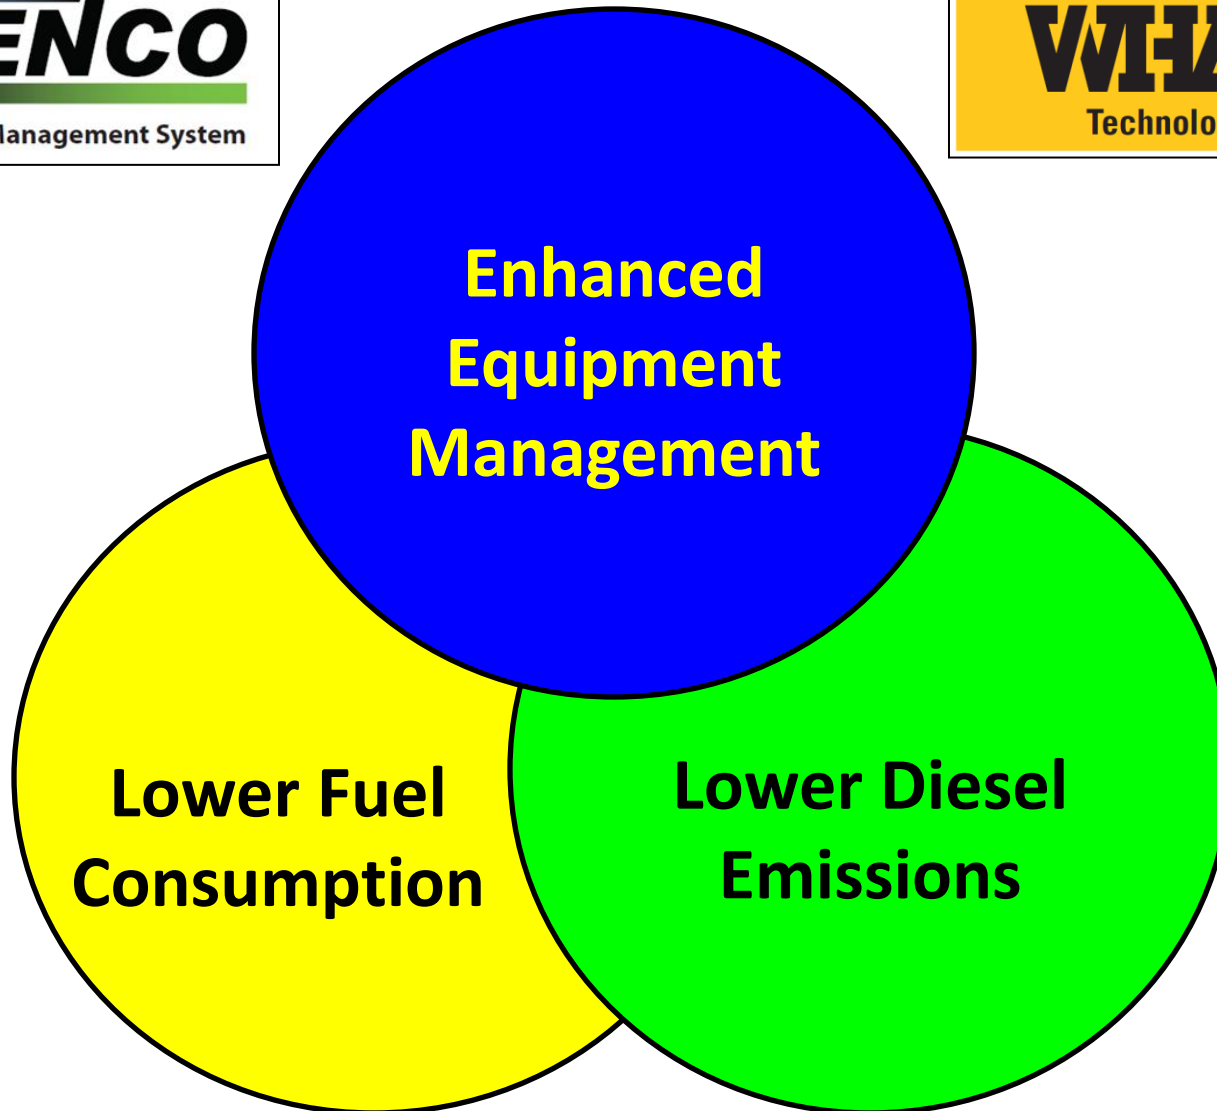 ENCO
Management System
Technolo
Enhanced
Equipment
Management
Lower Fuel
Consumption
Lower Diesel
Emissions